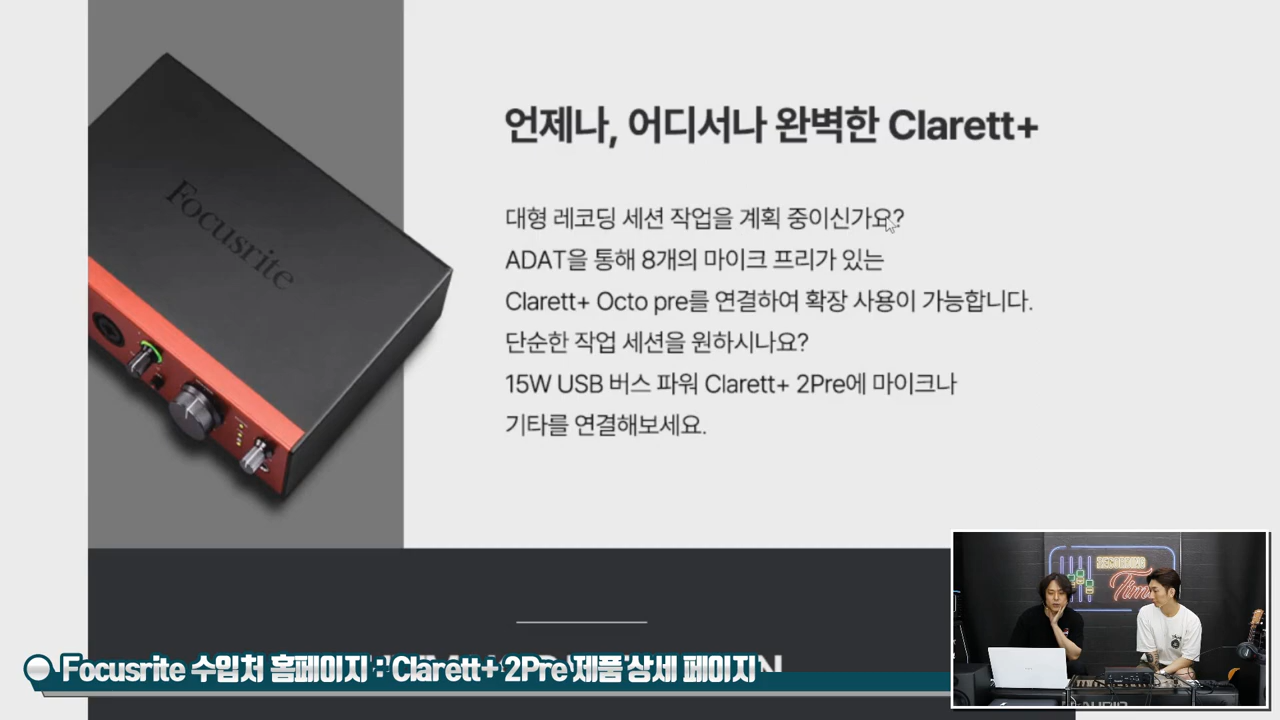 언제나, 어디서나 완벽한 Clarett+
Focusrite
대형 레코딩 세션 작업을 계획 중이신가요?
ADAT을 통해 8개의 마이크 프리가 있는
Clarett+ Octo pre를 연결하여 확장 사용이 가능합니다.
단순한 작업 세션을 원하시나요?
15W USB 버스 파워 Clarett+ 2Pre에 마이크나
기타를 연결해보세요.
RECORDING
Time
Focusrite 수입처 홈페이지 : Clarett+ 2Pre 제품 상세 페이지